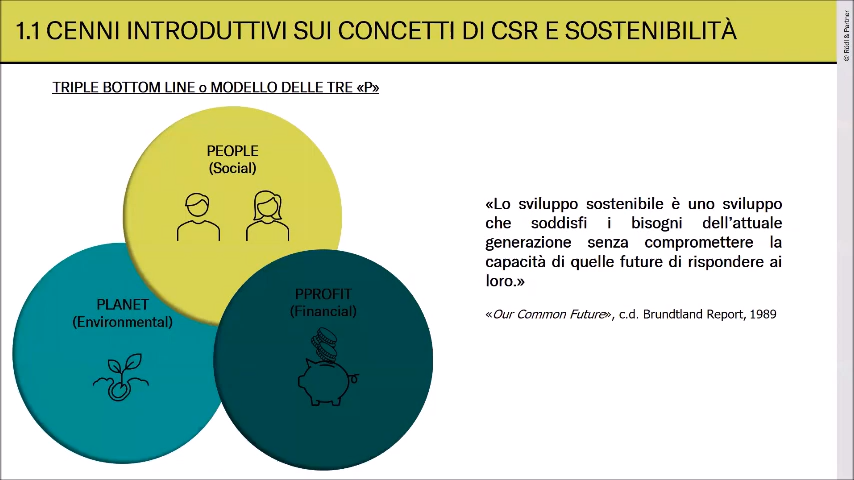 1.1 CENNI INTRODUTTIVI SUI CONCETTI DI CSR E SOSTENIBILITÀ
© Rödl & Partner
TRIPLE BOTTOM LINE o MODELLO DELLE TRE «P»
PEOPLE
(Social)
PLANET
(Environmental)
PPROFIT
(Financial)
«Lo sviluppo sostenibile è uno sviluppo
che soddisfi i bisogni dell'attuale
generazione senza compromettere la
capacità di quelle future di rispondere ai
loro.»
«Our Common Future», c.d. Brundtland Report, 1989